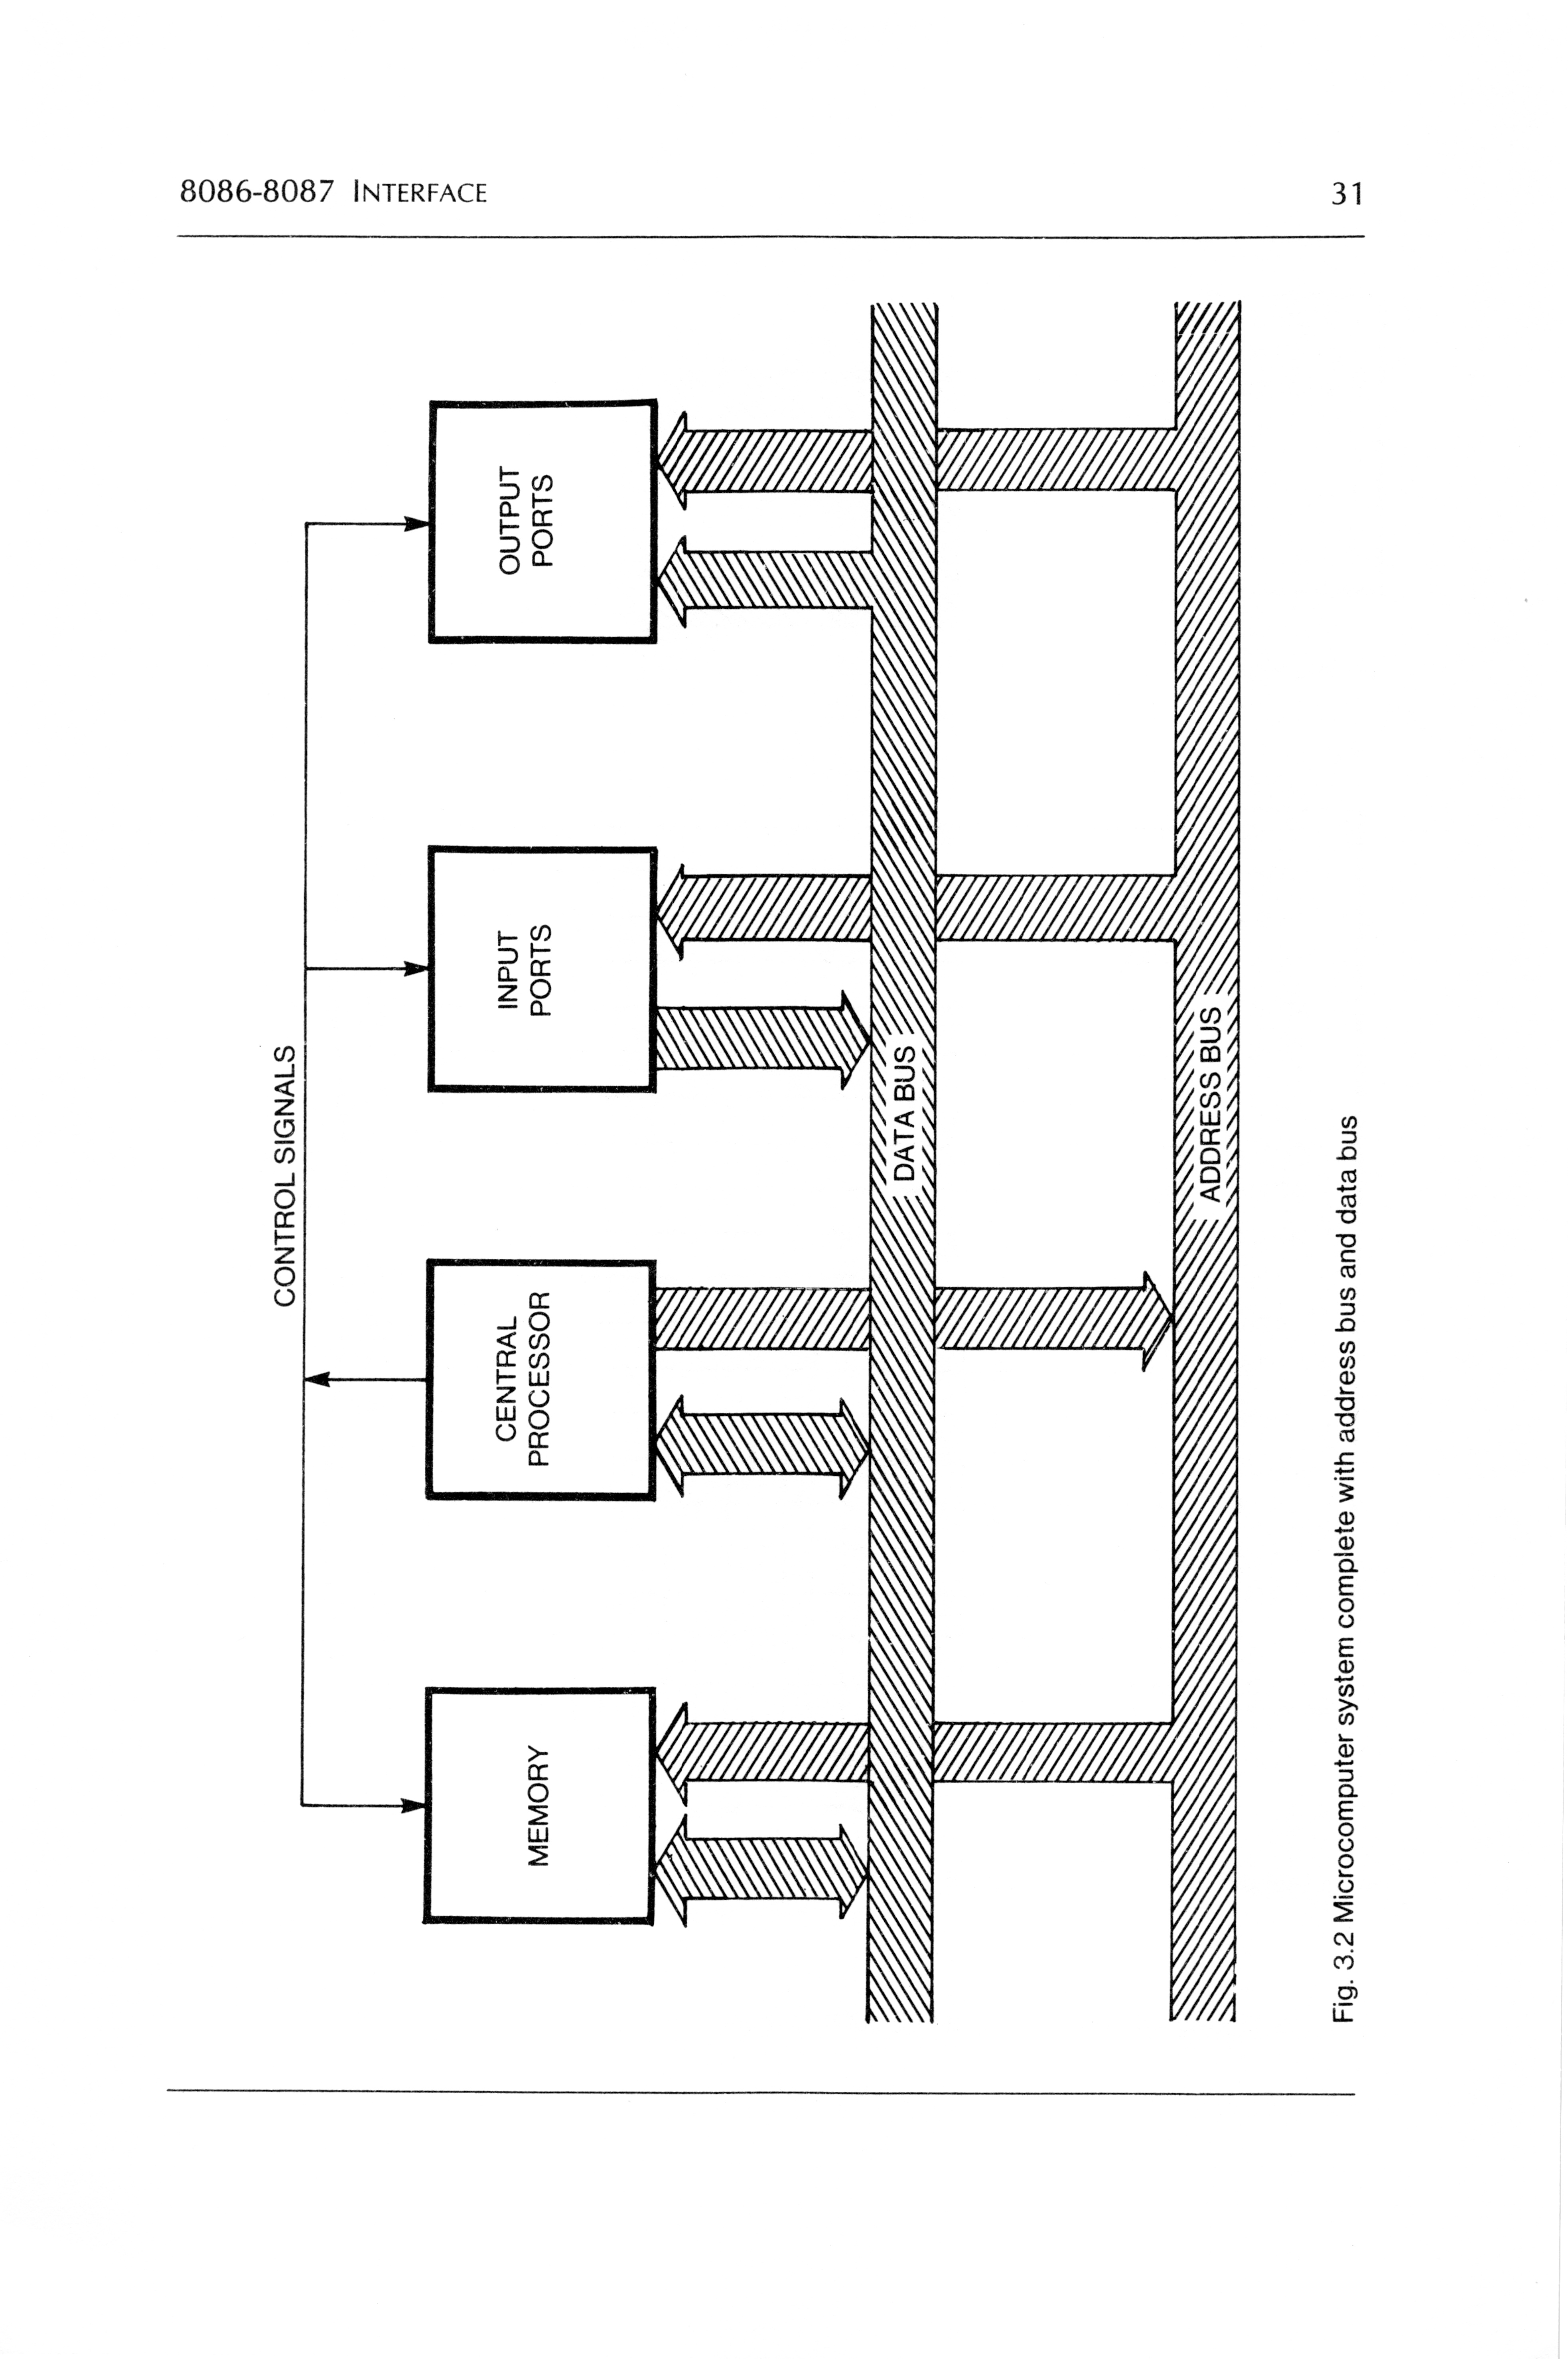 8086-8087 INTERFACE
31
CONTROL SIGNALS
MEMORY
CENTRAL
PROCESSOR
INPUT
PORTS
OUTPUT
PORTS
DATA BUS
ADDRESS BUS
Fig. 3.2 Microcomputer system complete with address bus and data bus